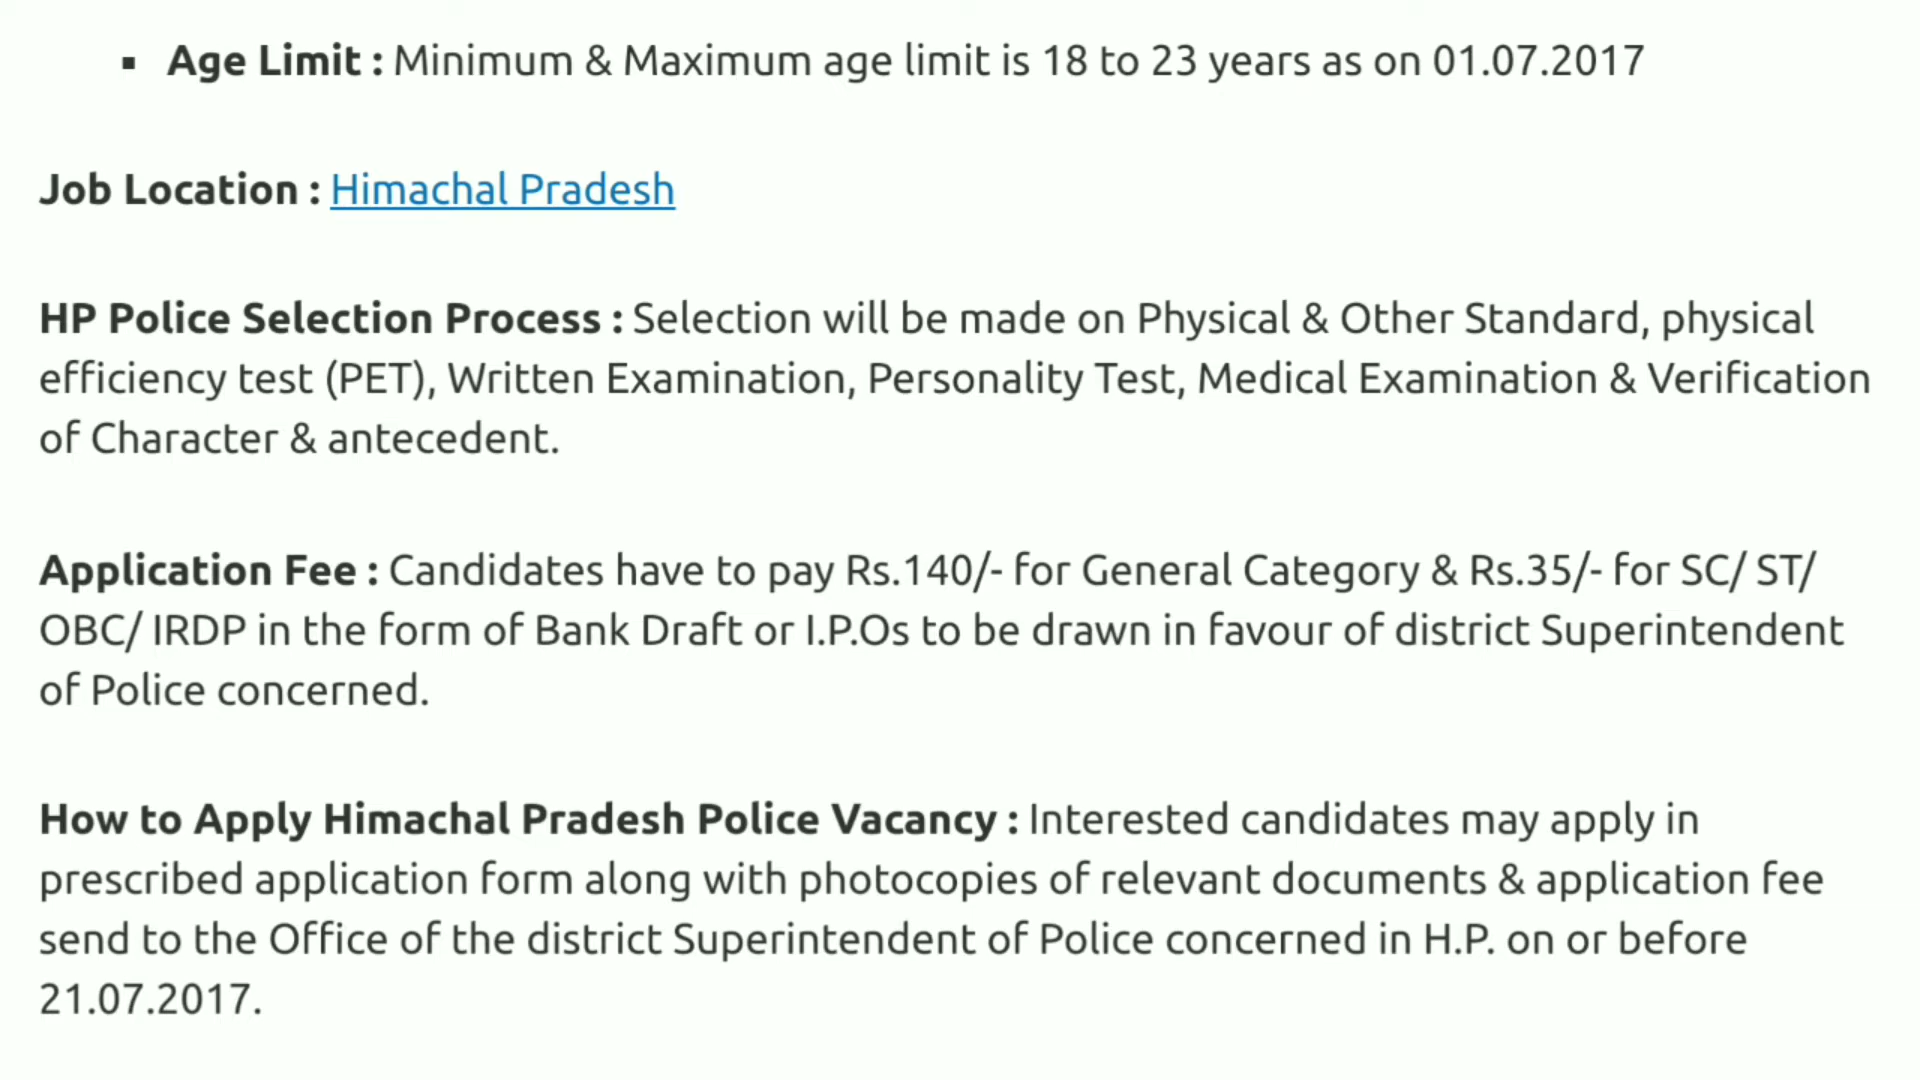 ▪ Age Limit : Minimum & Maximum age limit is 18 to 23 years as on 01.07.2017
Job Location : Himachal Pradesh
HP Police Selection Process : Selection will be made on Physical & Other Standard, physical
efficiency test (PET), Written Examination, Personality Test, Medical Examination & Verification
of Character & antecedent.
Application Fee : Candidates have to pay Rs.140/- for General Category & Rs.35/- for SC/ ST/
OBC/ IRDP in the form of Bank Draft or I.P.Os to be drawn in favour of district Superintendent
of Police concerned.
How to Apply Himachal Pradesh Police Vacancy : Interested candidates may apply in
prescribed application form along with photocopies of relevant documents & application fee
send to the Office of the district Superintendent of Police concerned in H.P. on or before
21.07.2017.